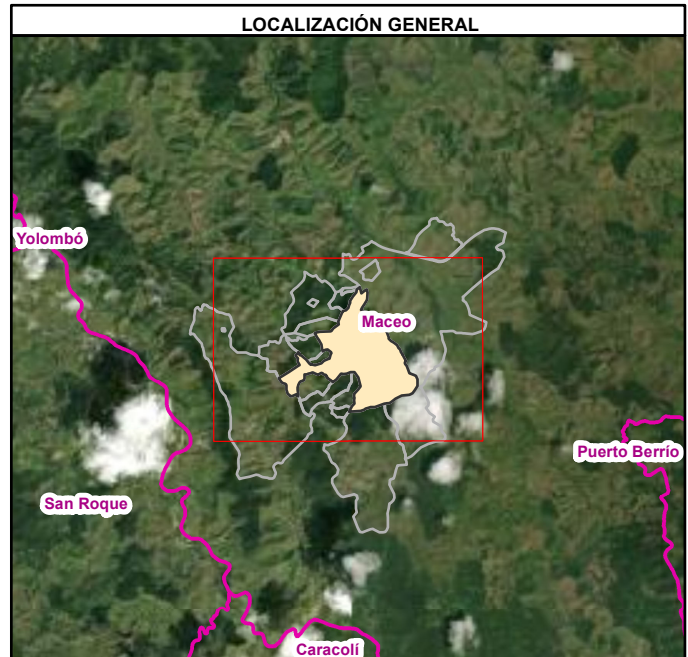 LOCALIZACIÓN GENERAL
Yolombó
Maceo
Puerto Berrío
San Roque
Caracolí